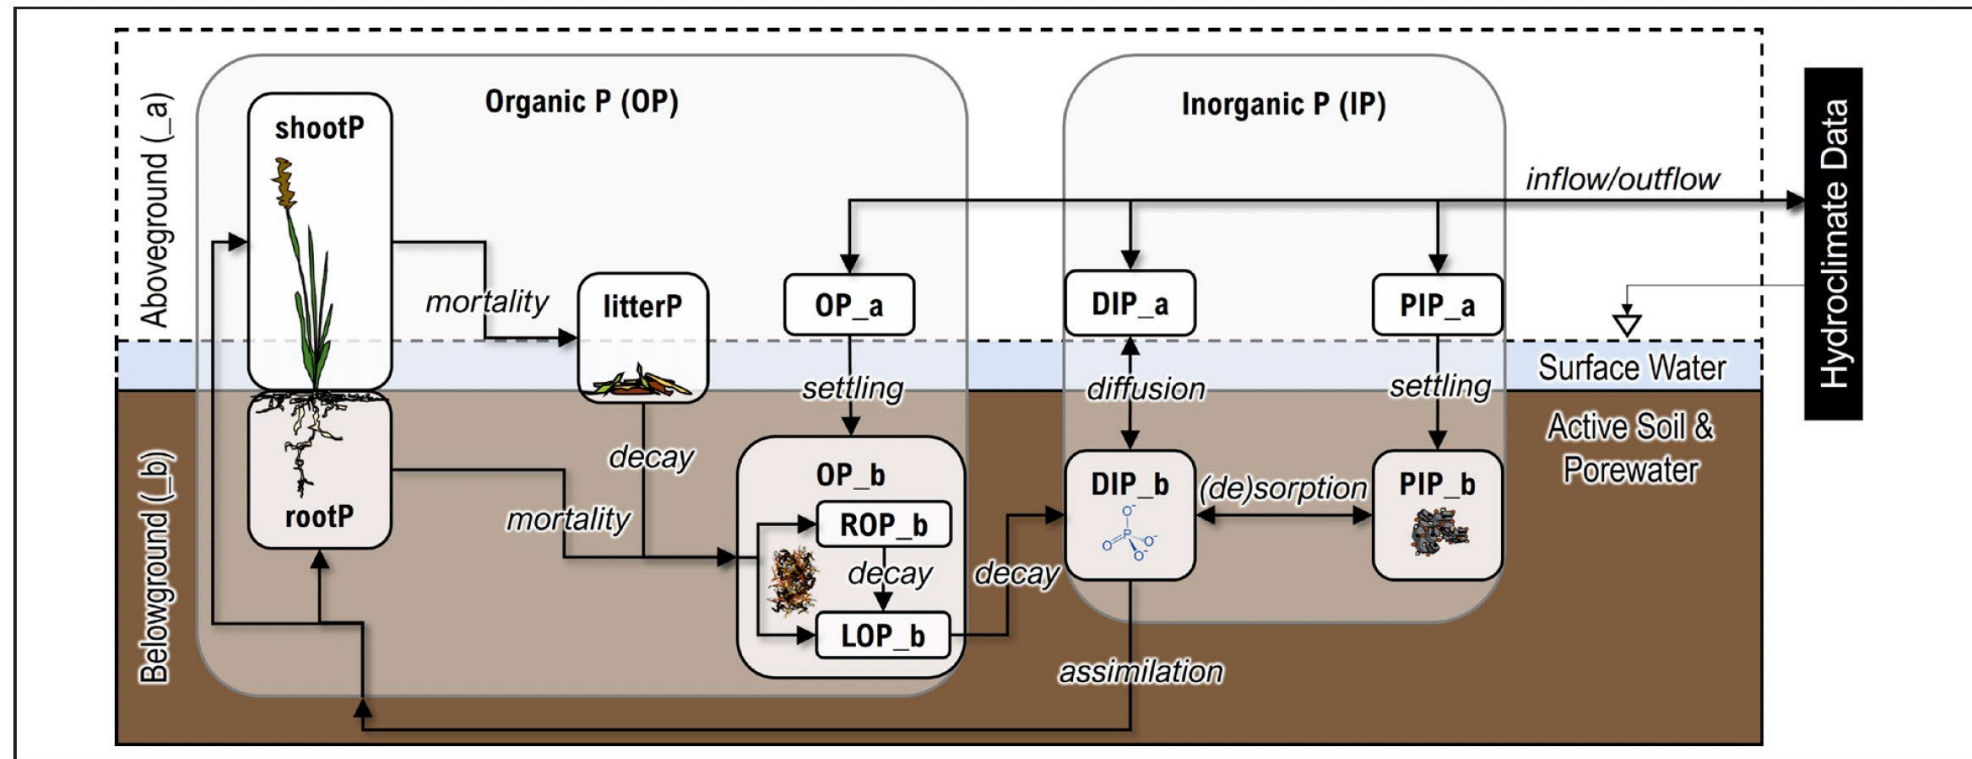 Organic P (OP)
Inorganic P (IP)
Aboveground (_a)
shootP
inflow/outflow
Hydroclimate Data
mortality
litterP
OP_a
DIP_a
PIP_a
Surface Water
settling
diffusion
settling
Active Soil &
Porewater
Belowground (_b)
rootP
decay
mortality
OP_b
ROP_b
decay
LOP_b
decay
DIP_b
O⁻
P
O
O⁻
O⁻
(de)sorption
PIP_b
assimilation